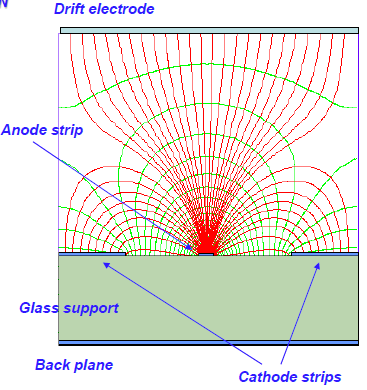 N
Drift electrode
Anode strip
Glass support
Back plane
Cathode strips